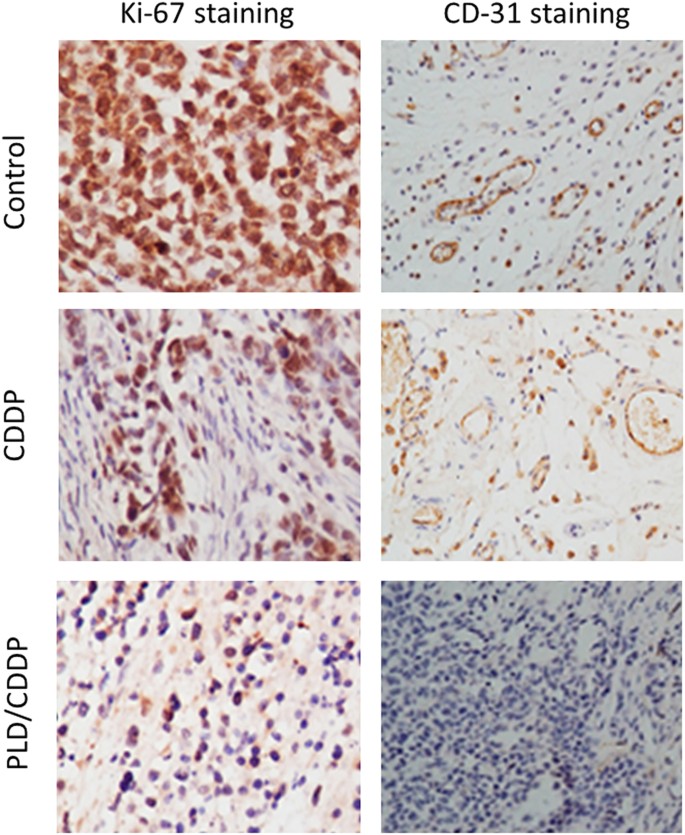 Ki-67 staining
CD-31 staining
Control
CDDP
PLD/CDDP